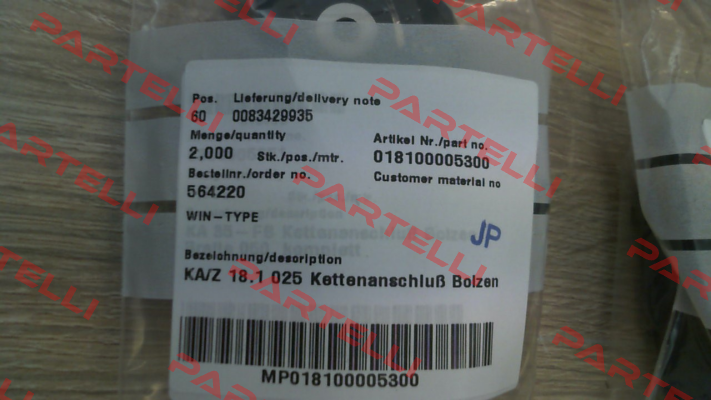 Pos. Lieferung/delivery note
60 0083429935
Menge/quantity Artikel Nr./part no.
2,000 Stk./pos./mtr. 018100005300
Bestellnr./order no. Customer material no
564220
WIN-TYPE
JP
Bezeichnung/description
KA/Z 18.1 025 Kettenanschluß Bolzen
MP018100005300
PARTELLI
PARTELLI
PARTELLI
PARTELLI
PARTELLI
PARTELLI